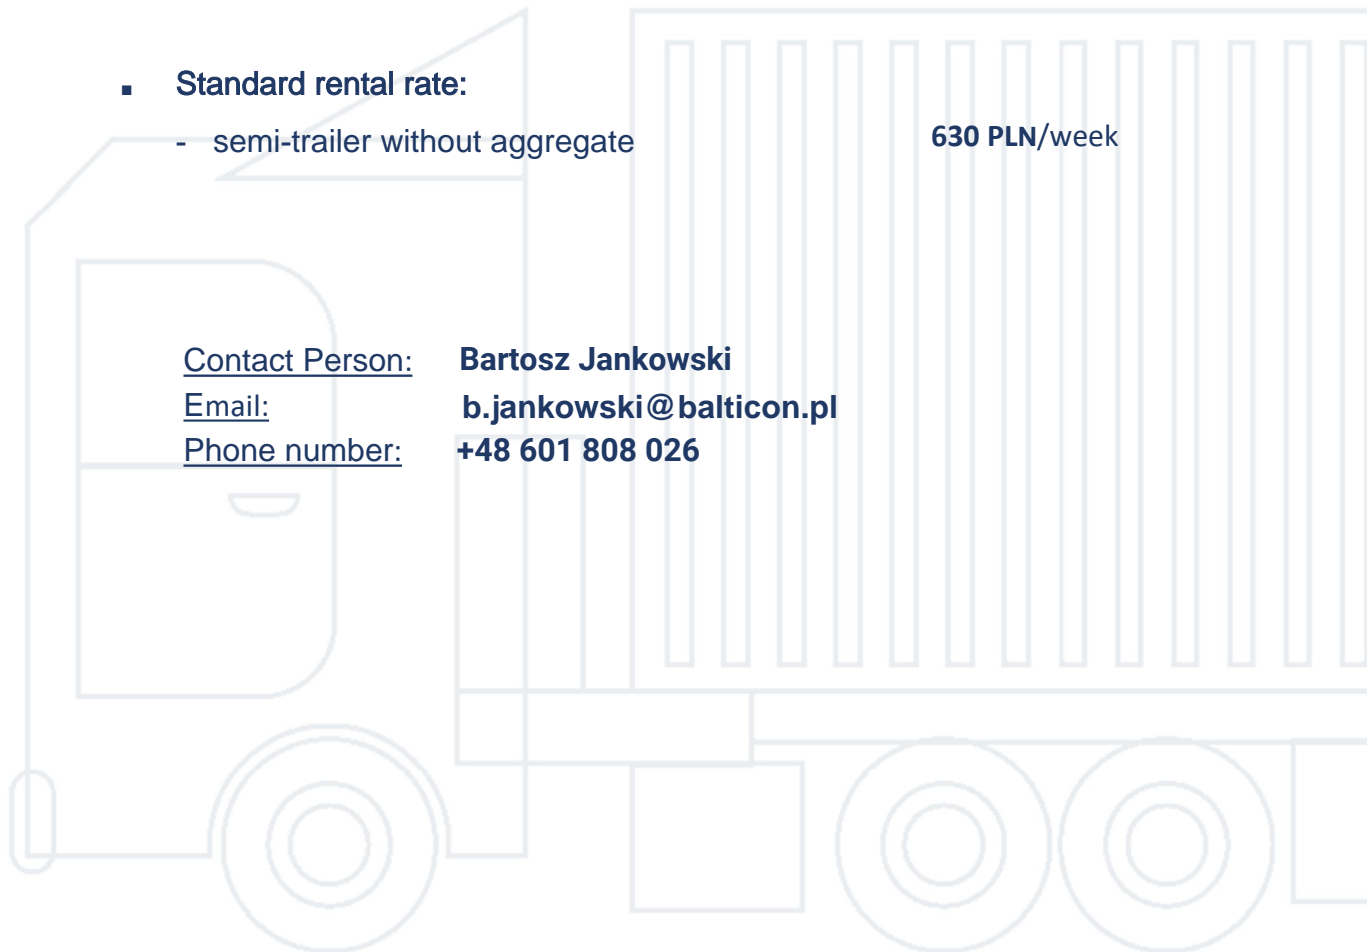 ▪ Standard rental rate:
- semi-trailer without aggregate 630 PLN/week
Contact Person: Bartosz Jankowski
Email: b.jankowski@balticon.pl
Phone number: +48 601 808 026